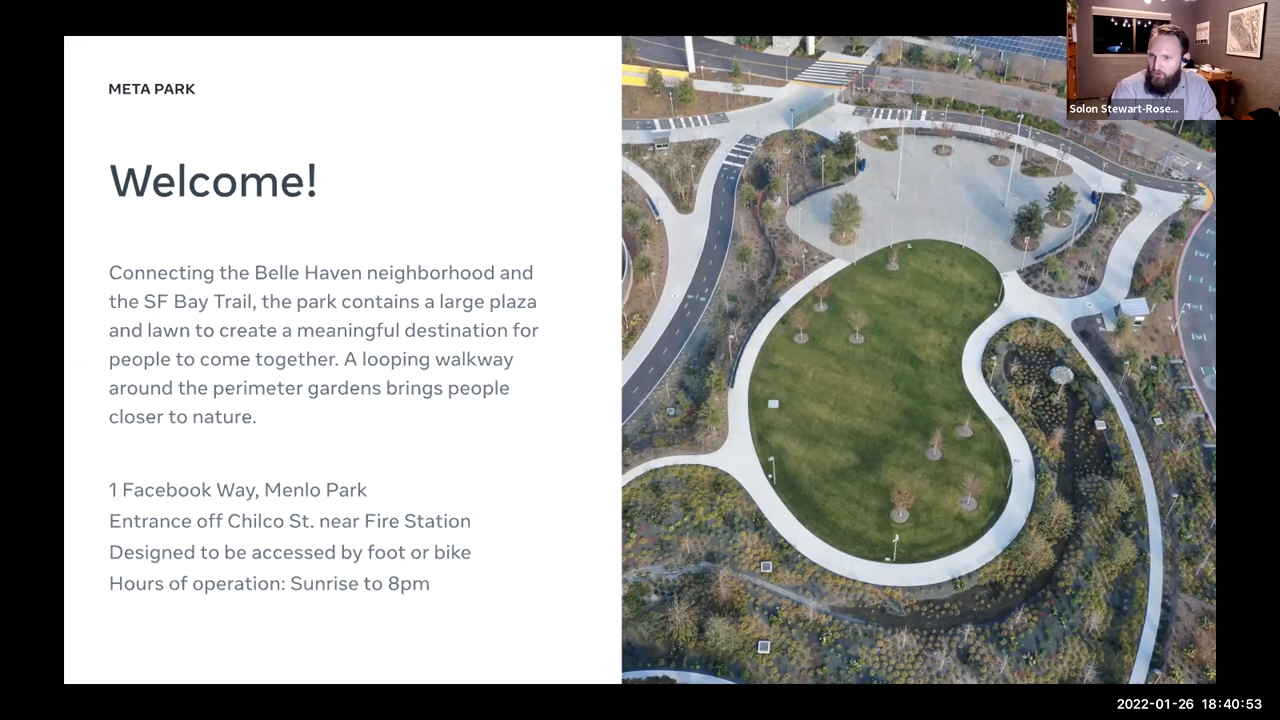 META PARK
Welcome!
Connecting the Belle Haven neighborhood and
the SF Bay Trail, the park contains a large plaza
and lawn to create a meaningful destination for
people to come together. A looping walkway
around the perimeter gardens brings people
closer to nature.
1 Facebook Way, Menlo Park
Entrance off Chilco St. near Fire Station
Designed to be accessed by foot or bike
Hours of operation: Sunrise to 8pm
Solon Stewart-Rose...
2022-01-26 18:40:53